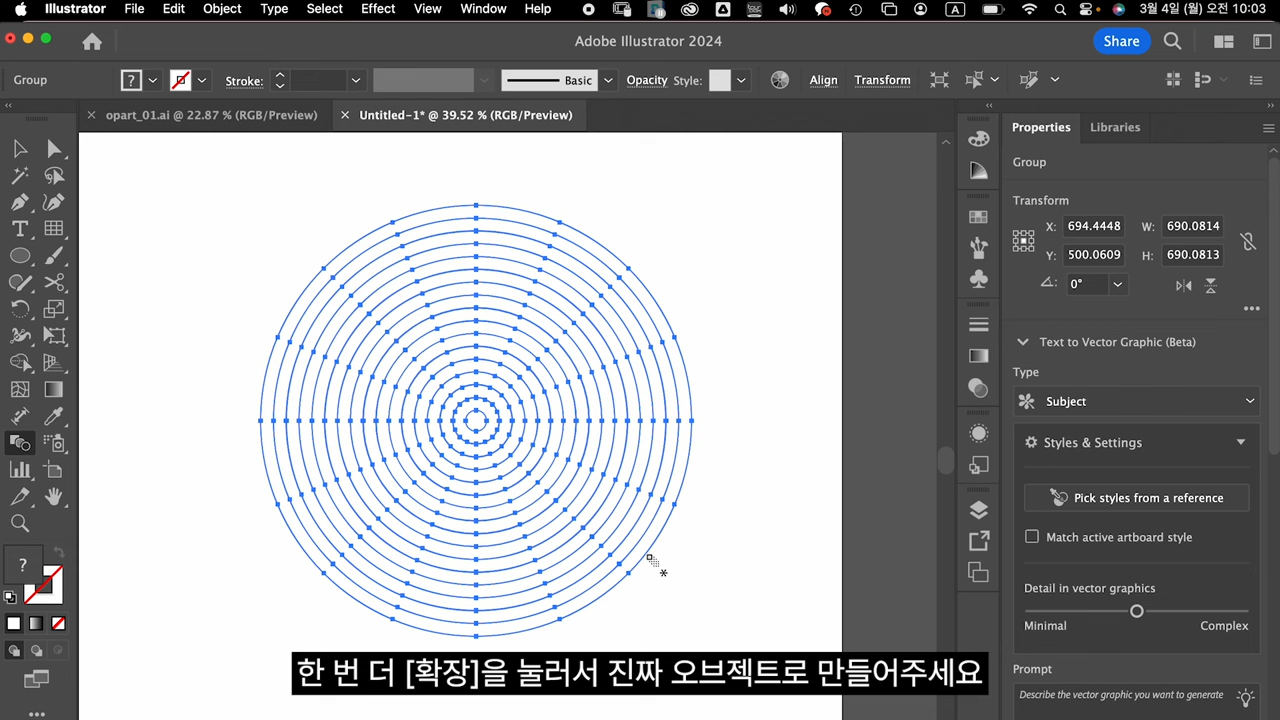 Illustrator File Edit Object Type Select Effect View Window Help A 3월 4일 (월) 오전 10:03
Adobe Illustrator 2024
Share
Group ? Stroke: Basic Opacity Style: Align Transform
opart_01.ai @ 22.87 % (RGB/Preview)
Untitled-1* @ 39.52 % (RGB/Preview)
Properties Libraries
Group
Transform
X: 694.4448 W: 690.0814
Y: 500.0609 H: 690.0813
0°
Text to Vector Graphic (Beta)
Type
Subject
Styles & Settings
Pick styles from a reference
Match active artboard style
Detail in vector graphics
Minimal Complex
Prompt
Describe the vector graphic you want to generate
?
한 번 더 [확장]을 눌러서 진짜 오브젝트로 만들어주세요